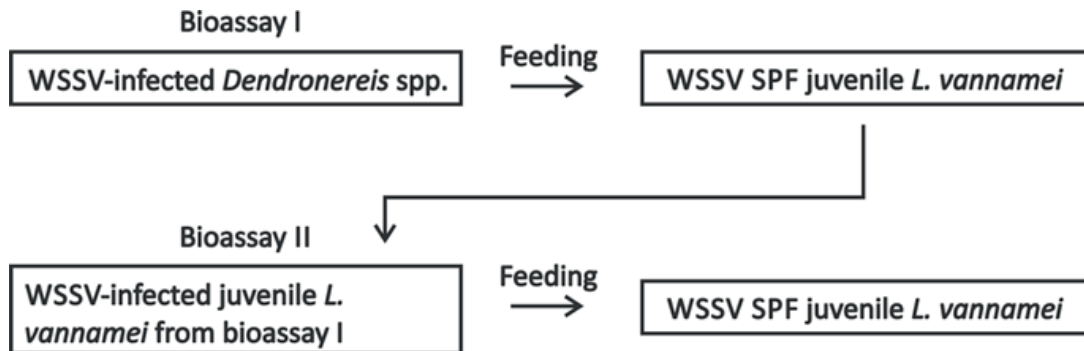 Bioassay I
WSSV-infected Dendronereis spp.
Feeding
WSSV SPF juvenile L. vannamei
Bioassay II
WSSV-infected juvenile L.
vannamei from bioassay I
Feeding
WSSV SPF juvenile L. vannamei